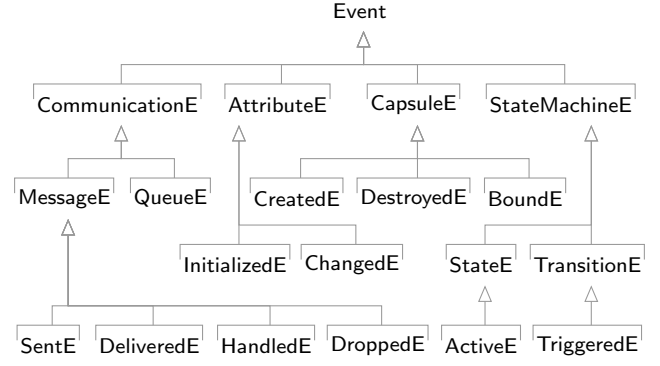 Event
CommunicationE AttributeE CapsuleE StateMachineE
MessageE QueueE CreatedE DestroyedE BoundE
InitializedE ChangedE StateE TransitionE
SentE DeliveredE HandledE DroppedE ActiveE TriggeredE